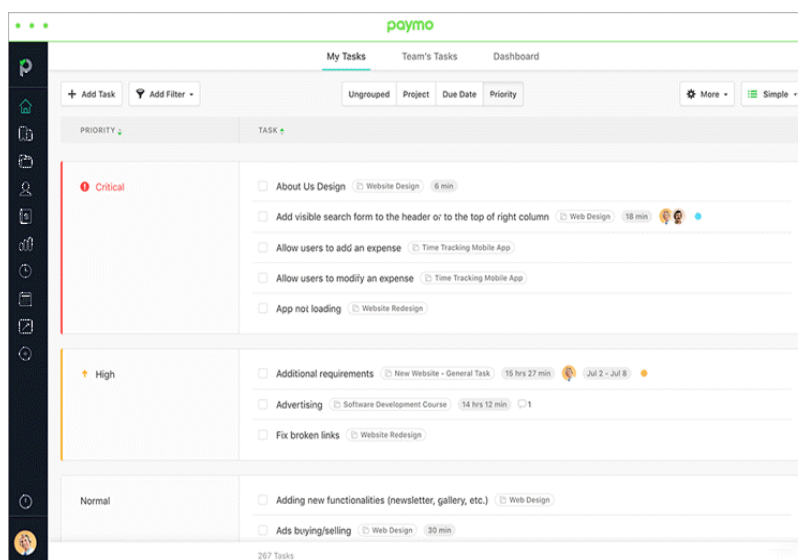 paymo
My Tasks Team's Tasks Dashboard
+ Add Task Add Filter Ungrouped Project Due Date Priority More Simple
PRIORITY TASK
Critical
About Us Design Website Design 6 min
Add visible search form to the header or to the top of right column Web Design 18 min
Allow users to add an expense Time Tracking Mobile App
Allow users to modify an expense Time Tracking Mobile App
App not loading Website Redesign
High
Additional requirements New Website - General Task 15 hrs 27 min Jul 2 - Jul 8
Advertising Software Development Course 14 hrs 12 min 1
Fix broken links Website Redesign
Normal
Adding new functionalities (newsletter, gallery, etc.) Web Design
Ads buying/selling Web Design 30 min
267 Tasks